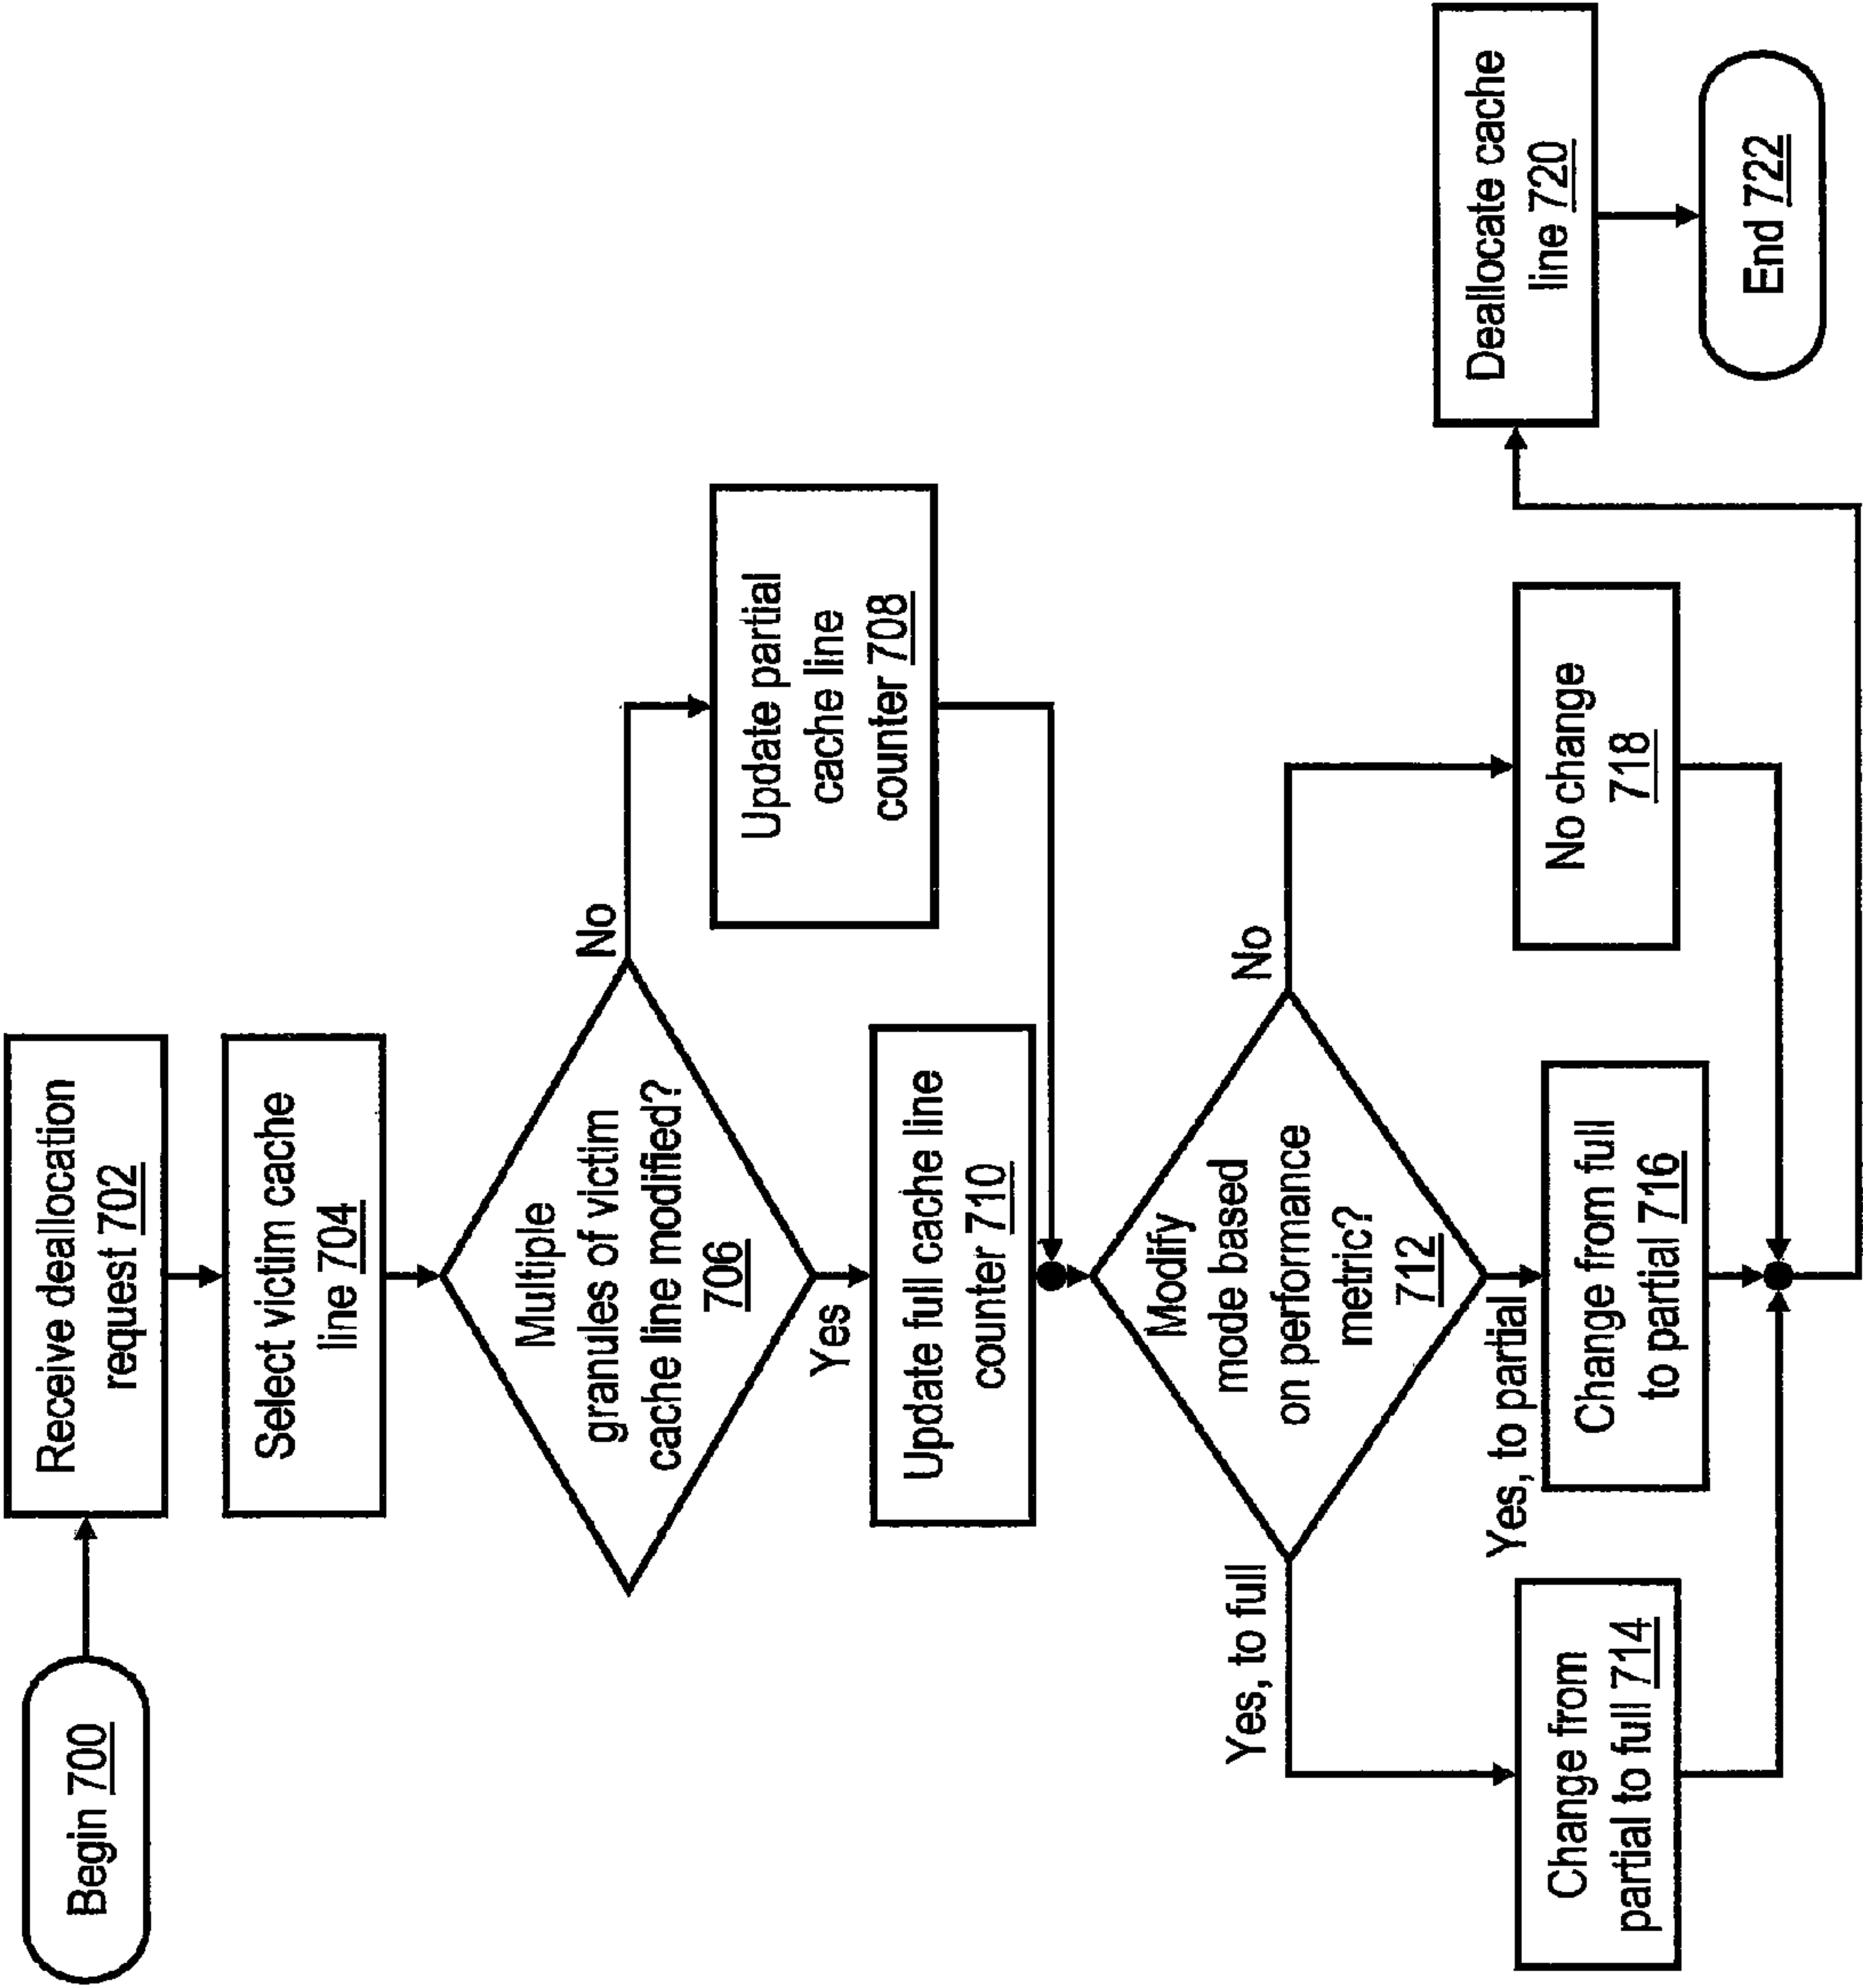 Begin 700
Receive deallocation
request 702
Select victim cache
line 704
Multiple
granules of victim
cache line modified?
706
No
Update partial
cache line
counter 708
Yes
Update full cache line
counter 710
Modify
mode based
on performance
metric?
712
Yes, to full
Yes, to partial
No
Change from
partial to full 714
Change from full
to partial 716
No change
718
Deallocate cache
line 720
End 722